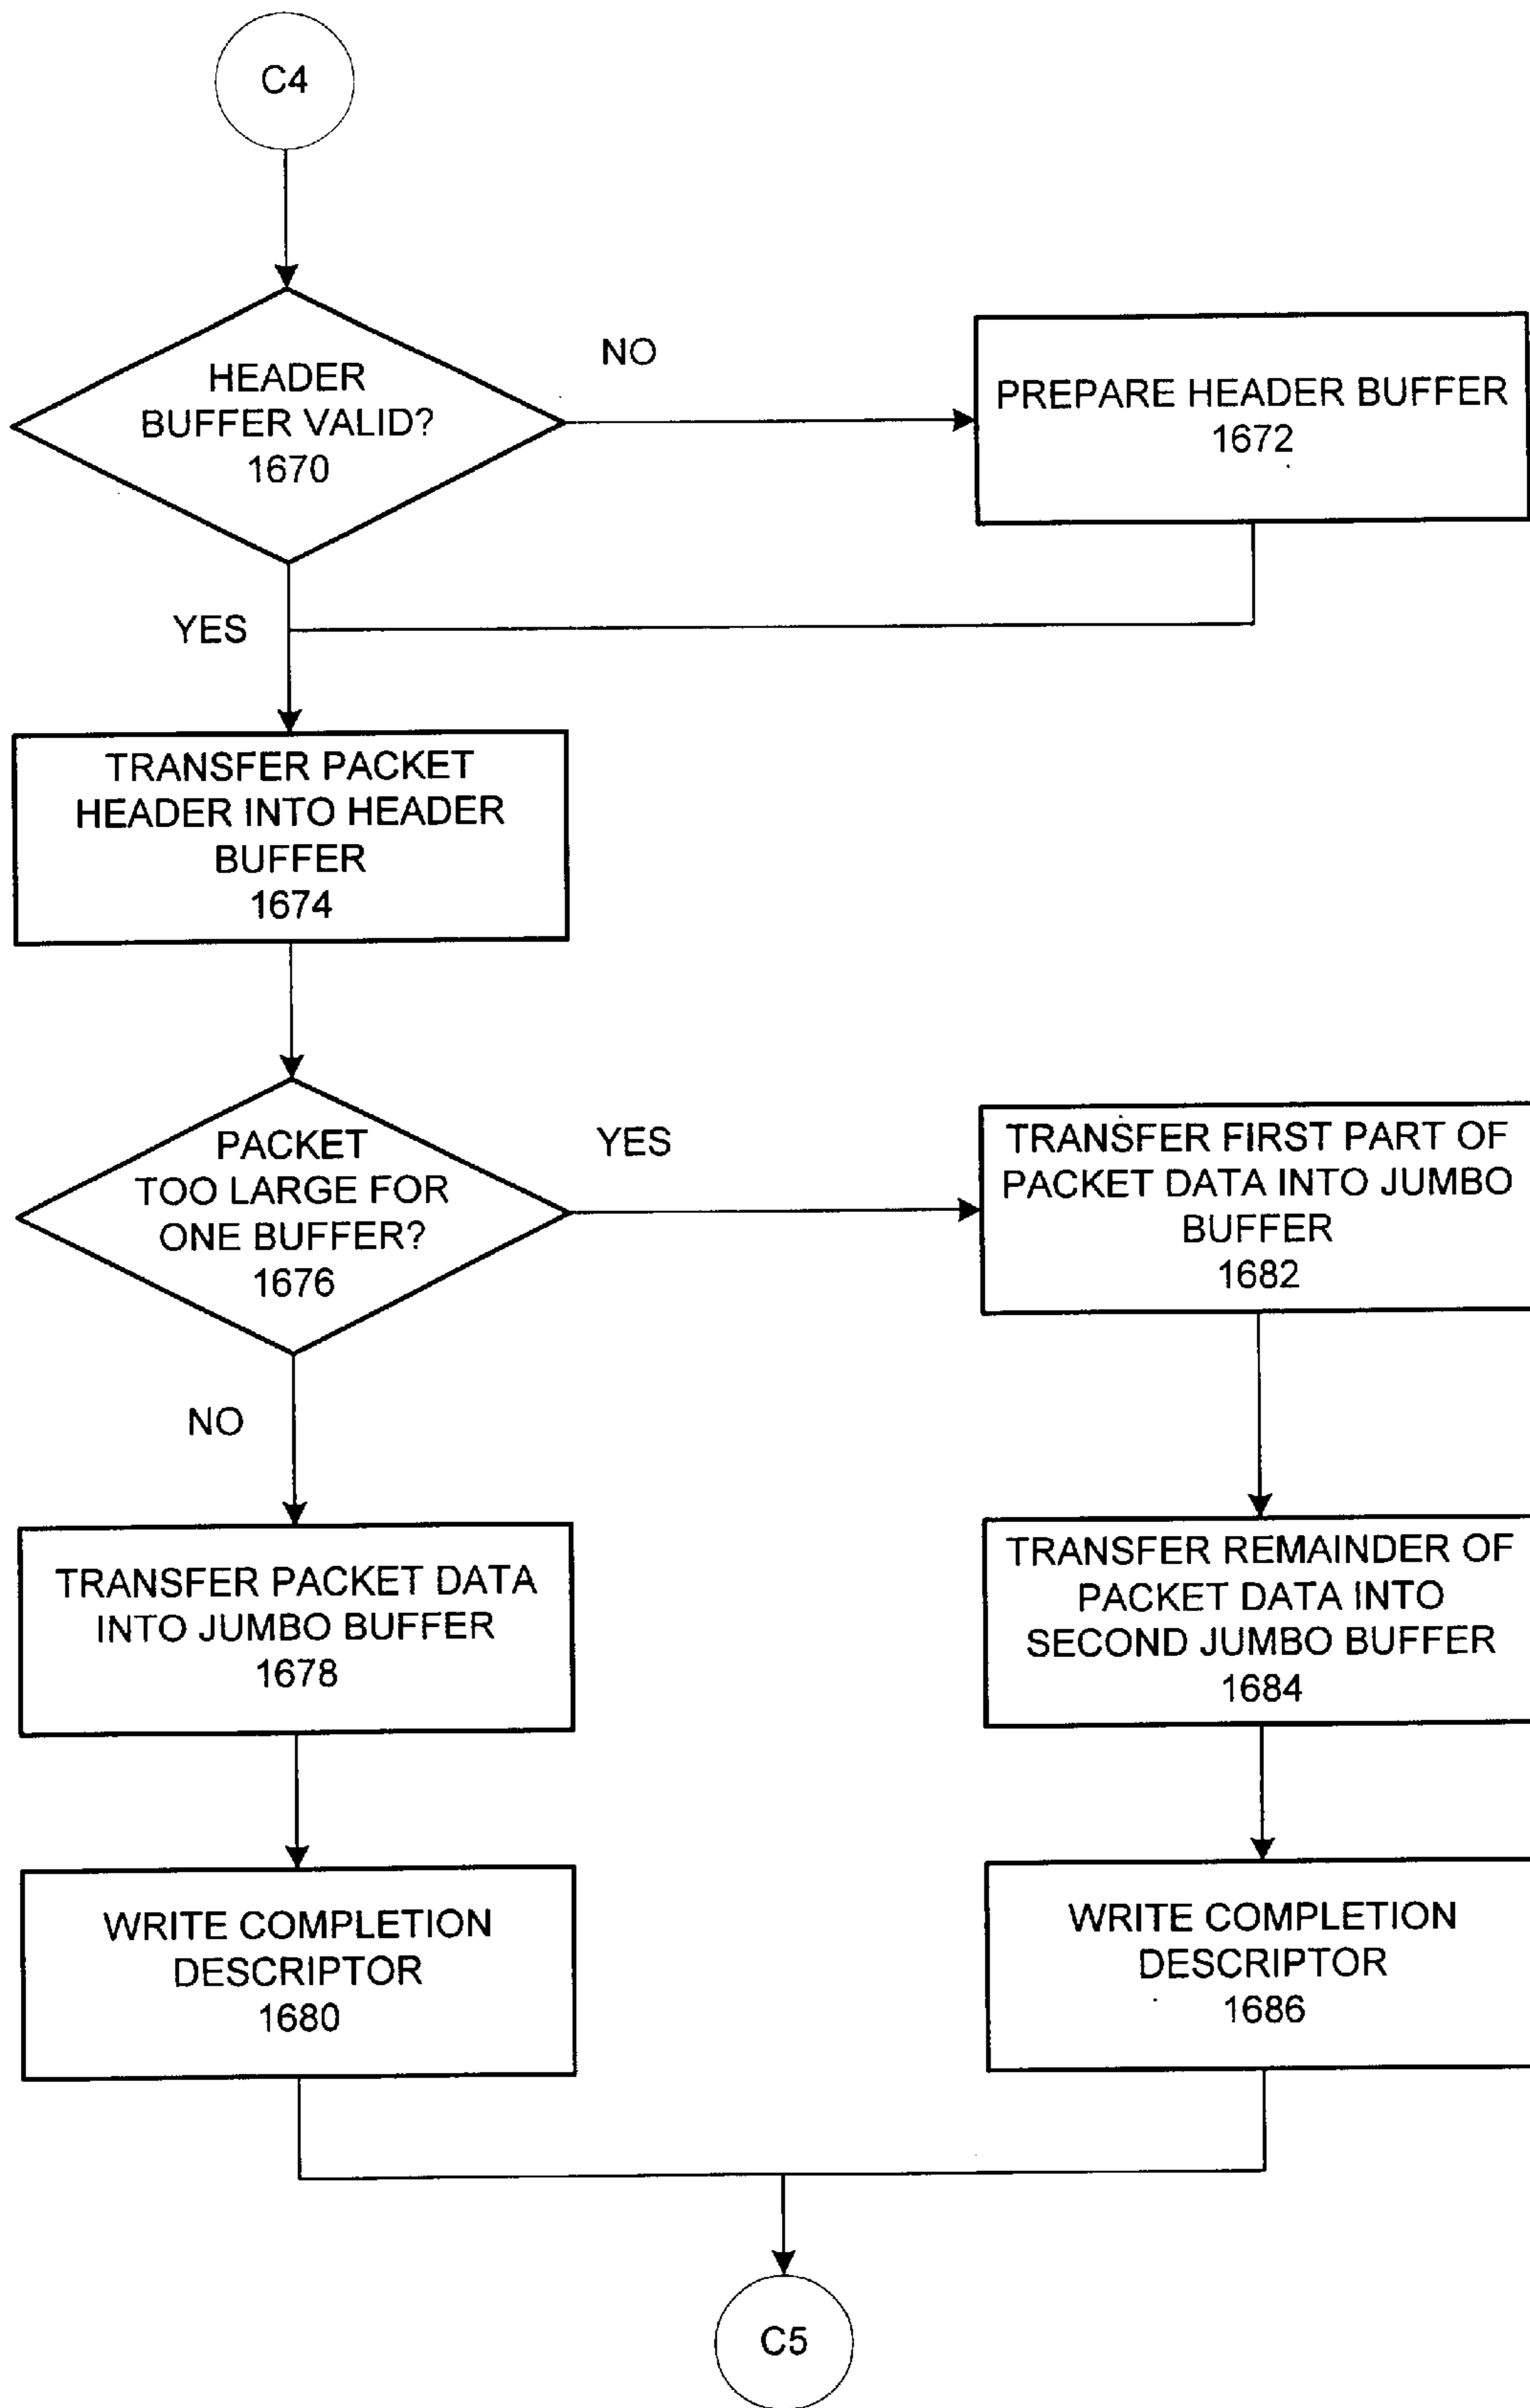 C4
HEADER
BUFFER VALID?
1670
NO
PREPARE HEADER BUFFER
1672
YES
TRANSFER PACKET
HEADER INTO HEADER
BUFFER
1674
PACKET
TOO LARGE FOR
ONE BUFFER?
1676
YES
TRANSFER FIRST PART OF
PACKET DATA INTO JUMBO
BUFFER
1682
NO
TRANSFER PACKET DATA
INTO JUMBO BUFFER
1678
TRANSFER REMAINDER OF
PACKET DATA INTO
SECOND JUMBO BUFFER
1684
WRITE COMPLETION
DESCRIPTOR
1680
WRITE COMPLETION
DESCRIPTOR
1686
C5